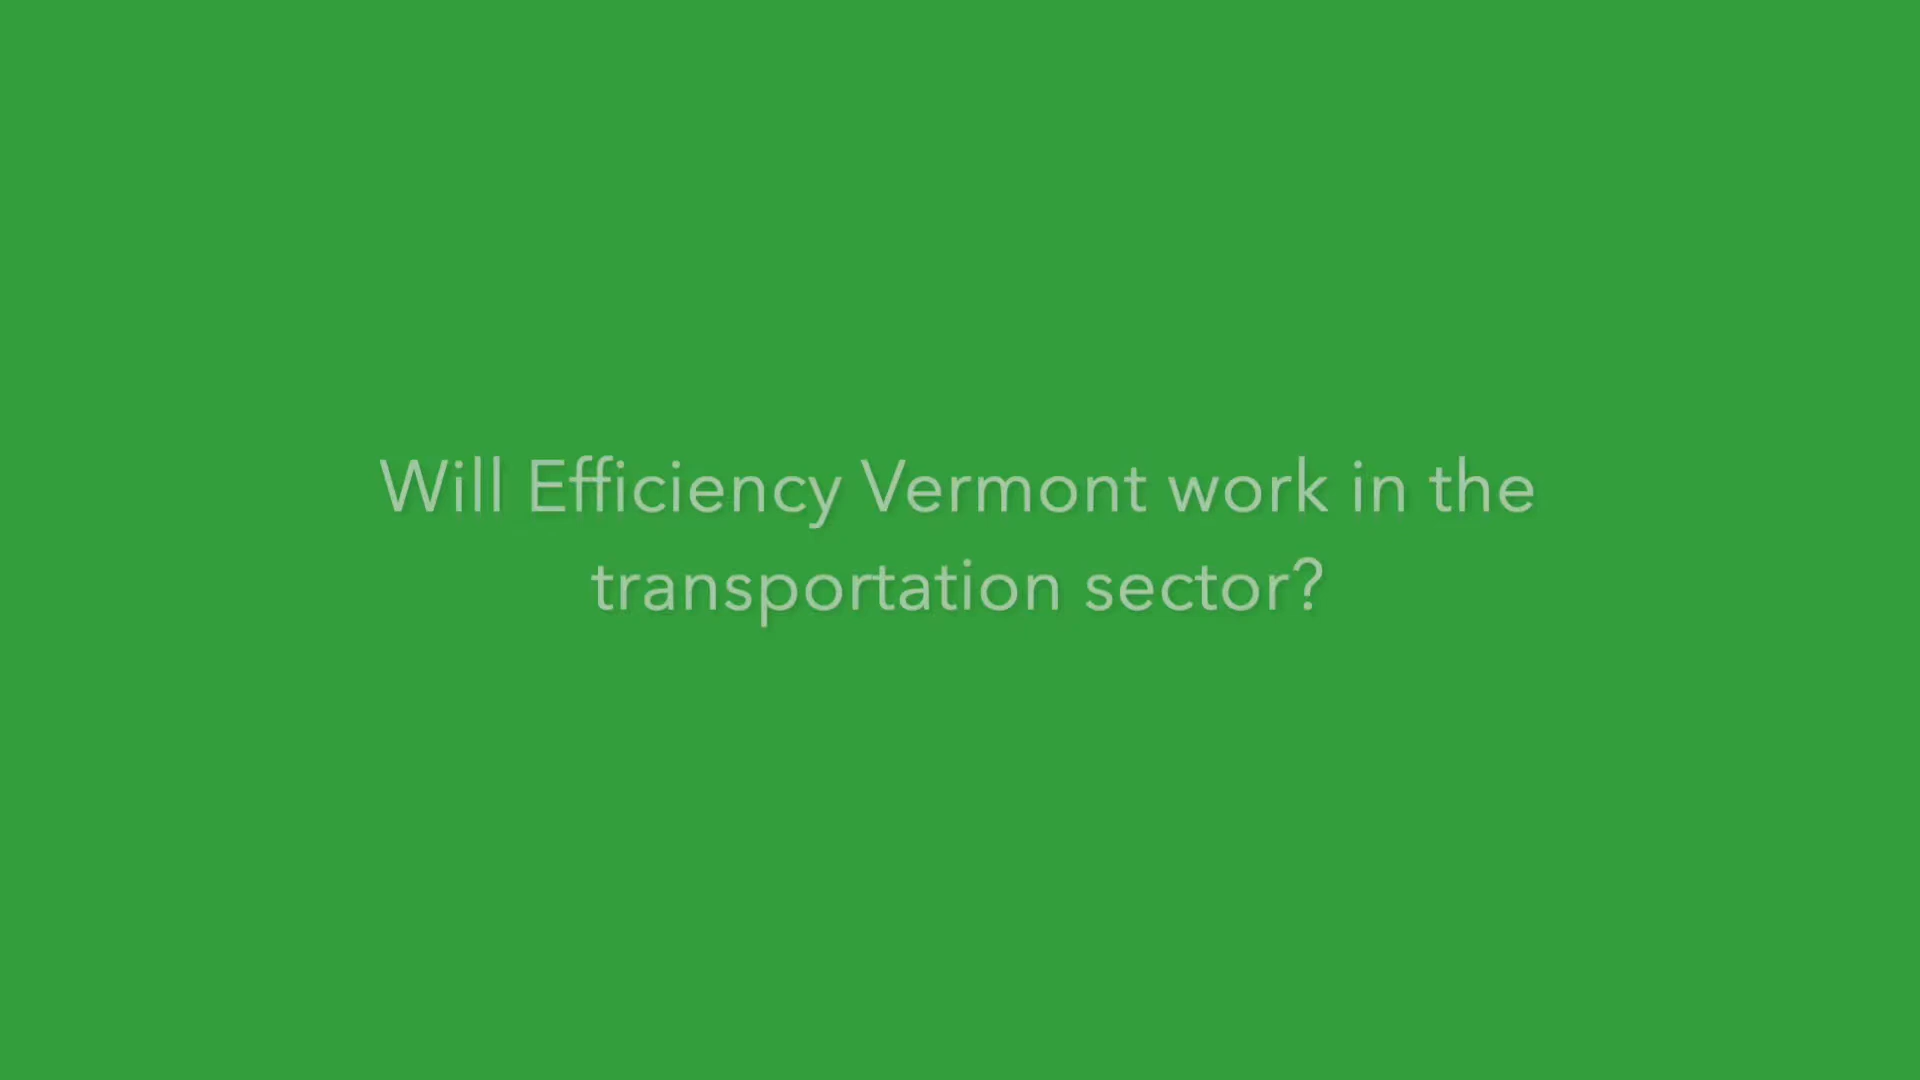 Will Efficiency Vermont work in the
transportation sector?